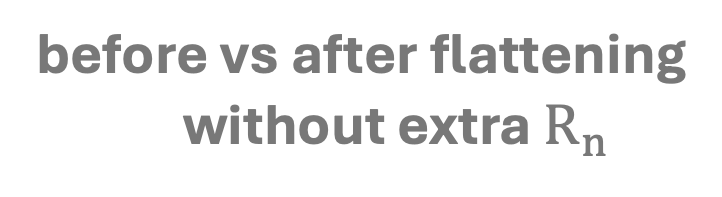 before vs after flattening
without extra Rₙ